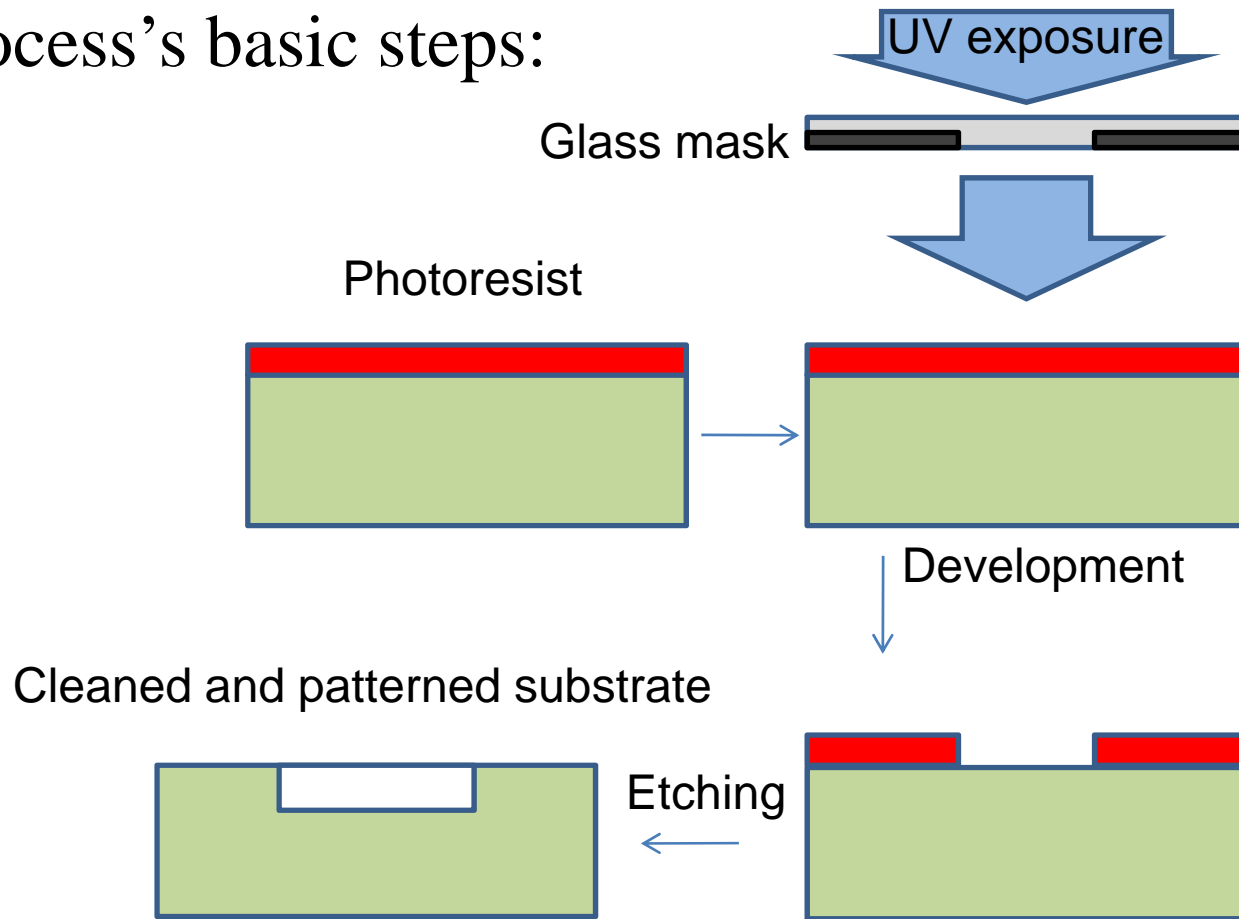 ocess’s basic steps:
UV exposure
Glass mask
Photoresist
Development
Cleaned and patterned substrate
Etching